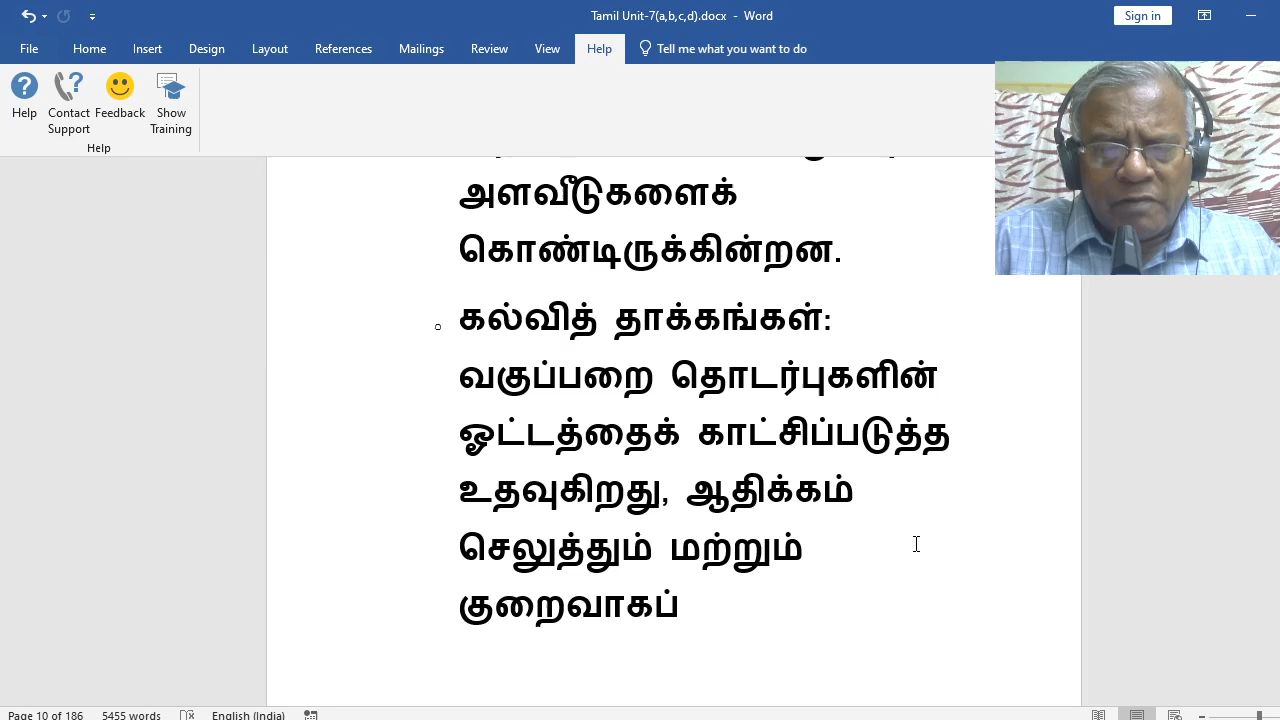 Tamil Unit-7(a,b,c,d).docx - Word
Sign in
File Home Insert Design Layout References Mailings Review View Help Tell me what you want to do
Help Contact Support Feedback Show Training
Help
அளவீடுகளைக்
கொண்டிருக்கின்றன.
கல்வித் தாக்கங்கள்:
வகுப்பறை தொடர்புகளின்
ஓட்டத்தைக் காட்சிப்படுத்த
உதவுகிறது, ஆதிக்கம்
செலுத்தும் மற்றும்
குறைவாகப்
Page 10 of 186 5455 words English (India)